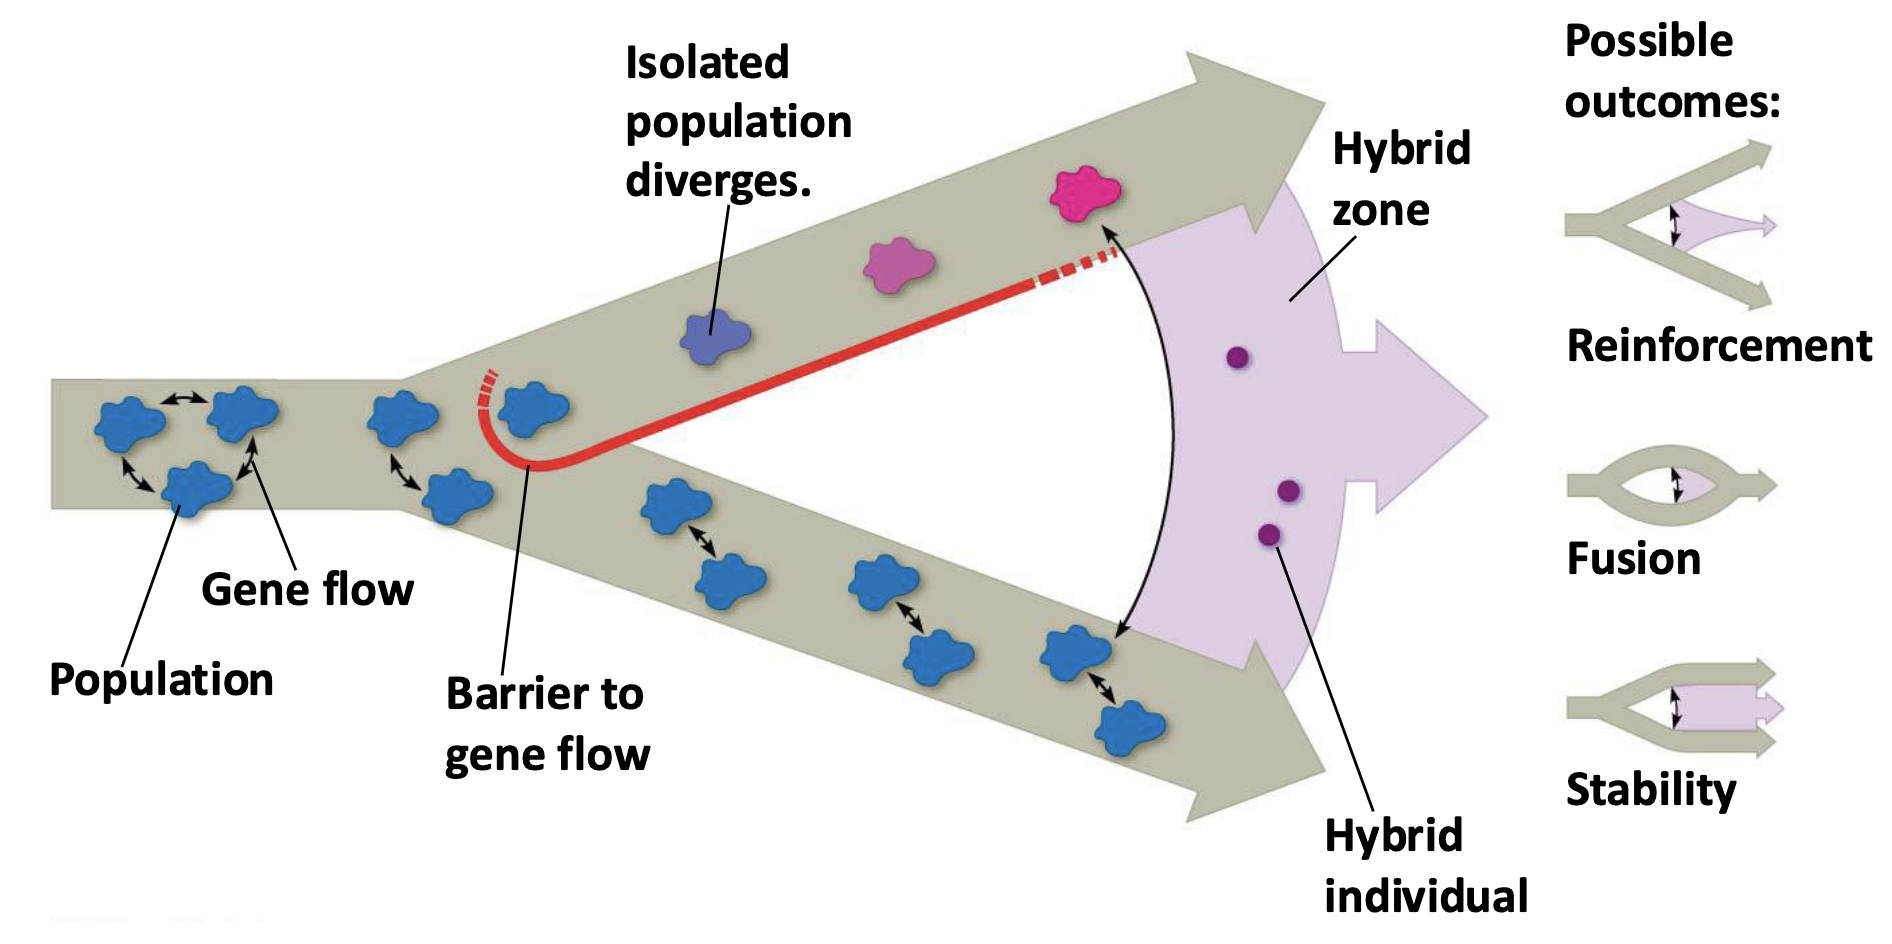 Isolated
population
diverges.
Hybrid
zone
Possible
outcomes:
Reinforcement
Fusion
Stability
Gene flow
Population
Barrier to
gene flow
Hybrid
individual